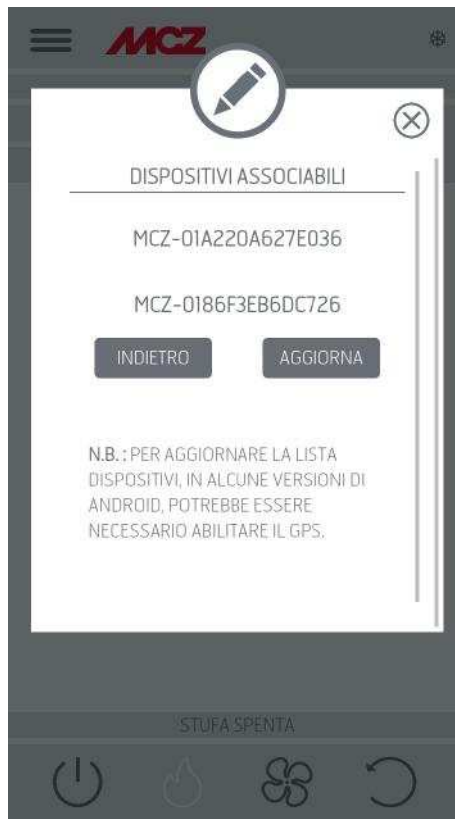 MCZ
DISPOSITIVI ASSOCIABILI
MCZ-01A220A627E036
MCZ-0186F3EB6DC726
INDIETRO
AGGIORNA
N.B. : PER AGGIORNARE LA LISTA
DISPOSITIVI, IN ALCUNE VERSIONI DI
ANDROID, POTREBBE ESSERE
NECESSARIO ABILITARE IL GPS.
STUFA SPENTA